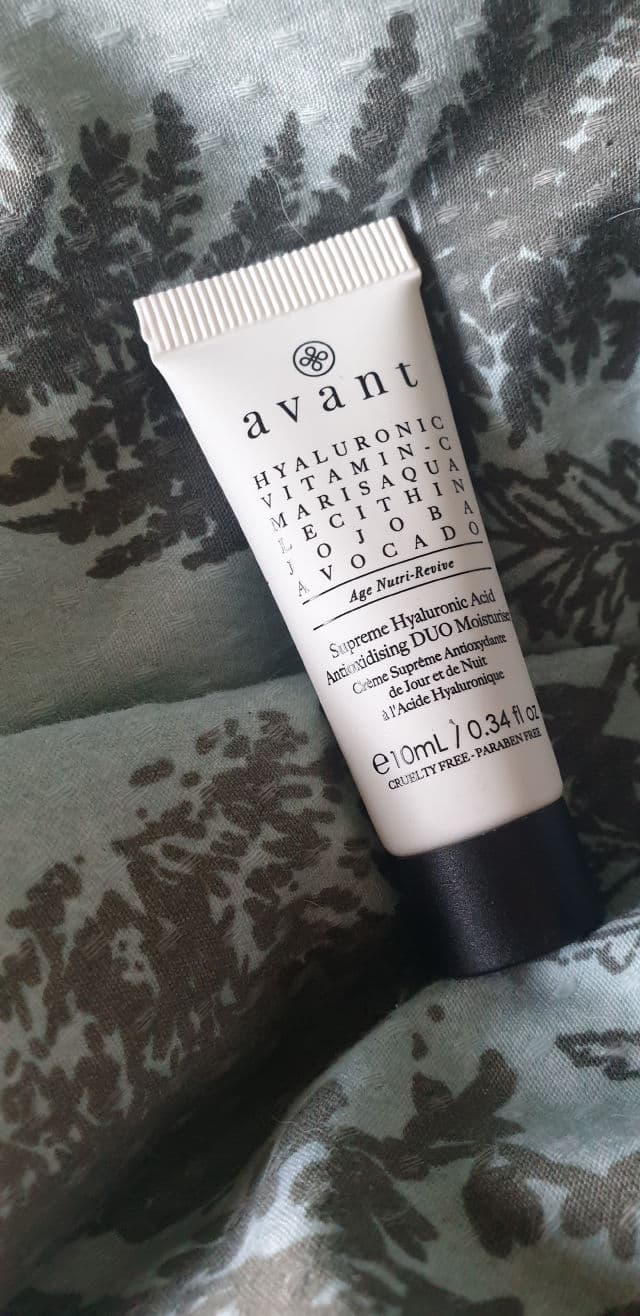 avant
HYALURONIC
VITAMIN-C
MARISAQUA
LECITHIN
JOJOBA
AVOCADO
Age Nutri-Revive
Supreme Hyaluronic Acid
Antioxidising DUO Moisturiser
Crème Suprême Antioxydante
de Jour et de Nuit
à l'Acide Hyaluronique
e10mL / 0.34 fl oz
CRUELTY FREE - PARABEN FREE